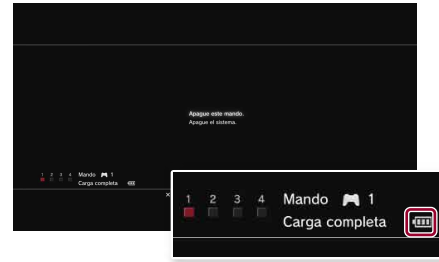 Apague este mando.
Apague el sistema.
1 2 3 4 Mando 1
Carga completa
×
1 2 3 4 Mando 1
Carga completa